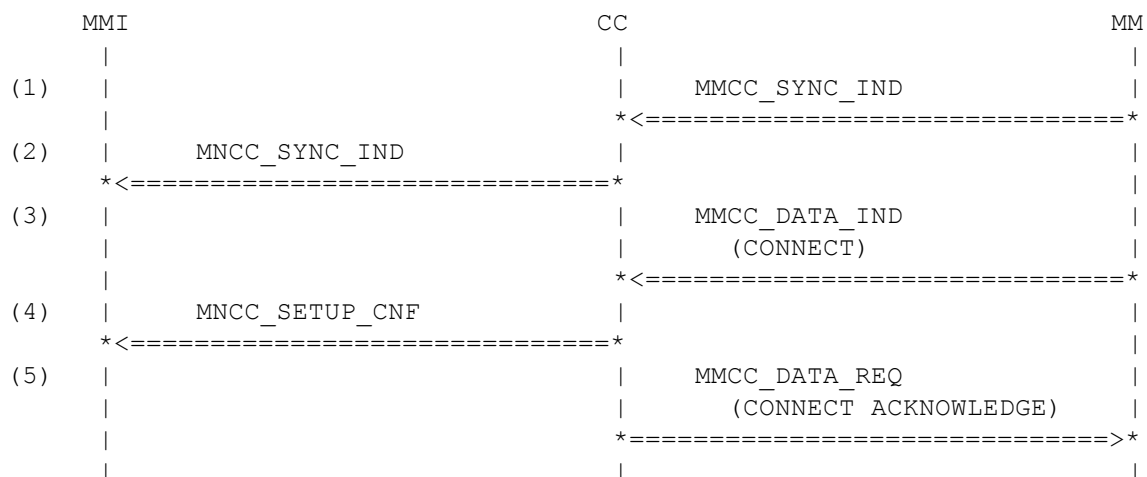 MMI CC MM
(1) MMCC_SYNC_IND
(2) MNCC_SYNC_IND
(3) MMCC_DATA_IND
(CONNECT)
(4) MNCC_SETUP_CNF
(5) MMCC_DATA_REQ
(CONNECT ACKNOWLEDGE)